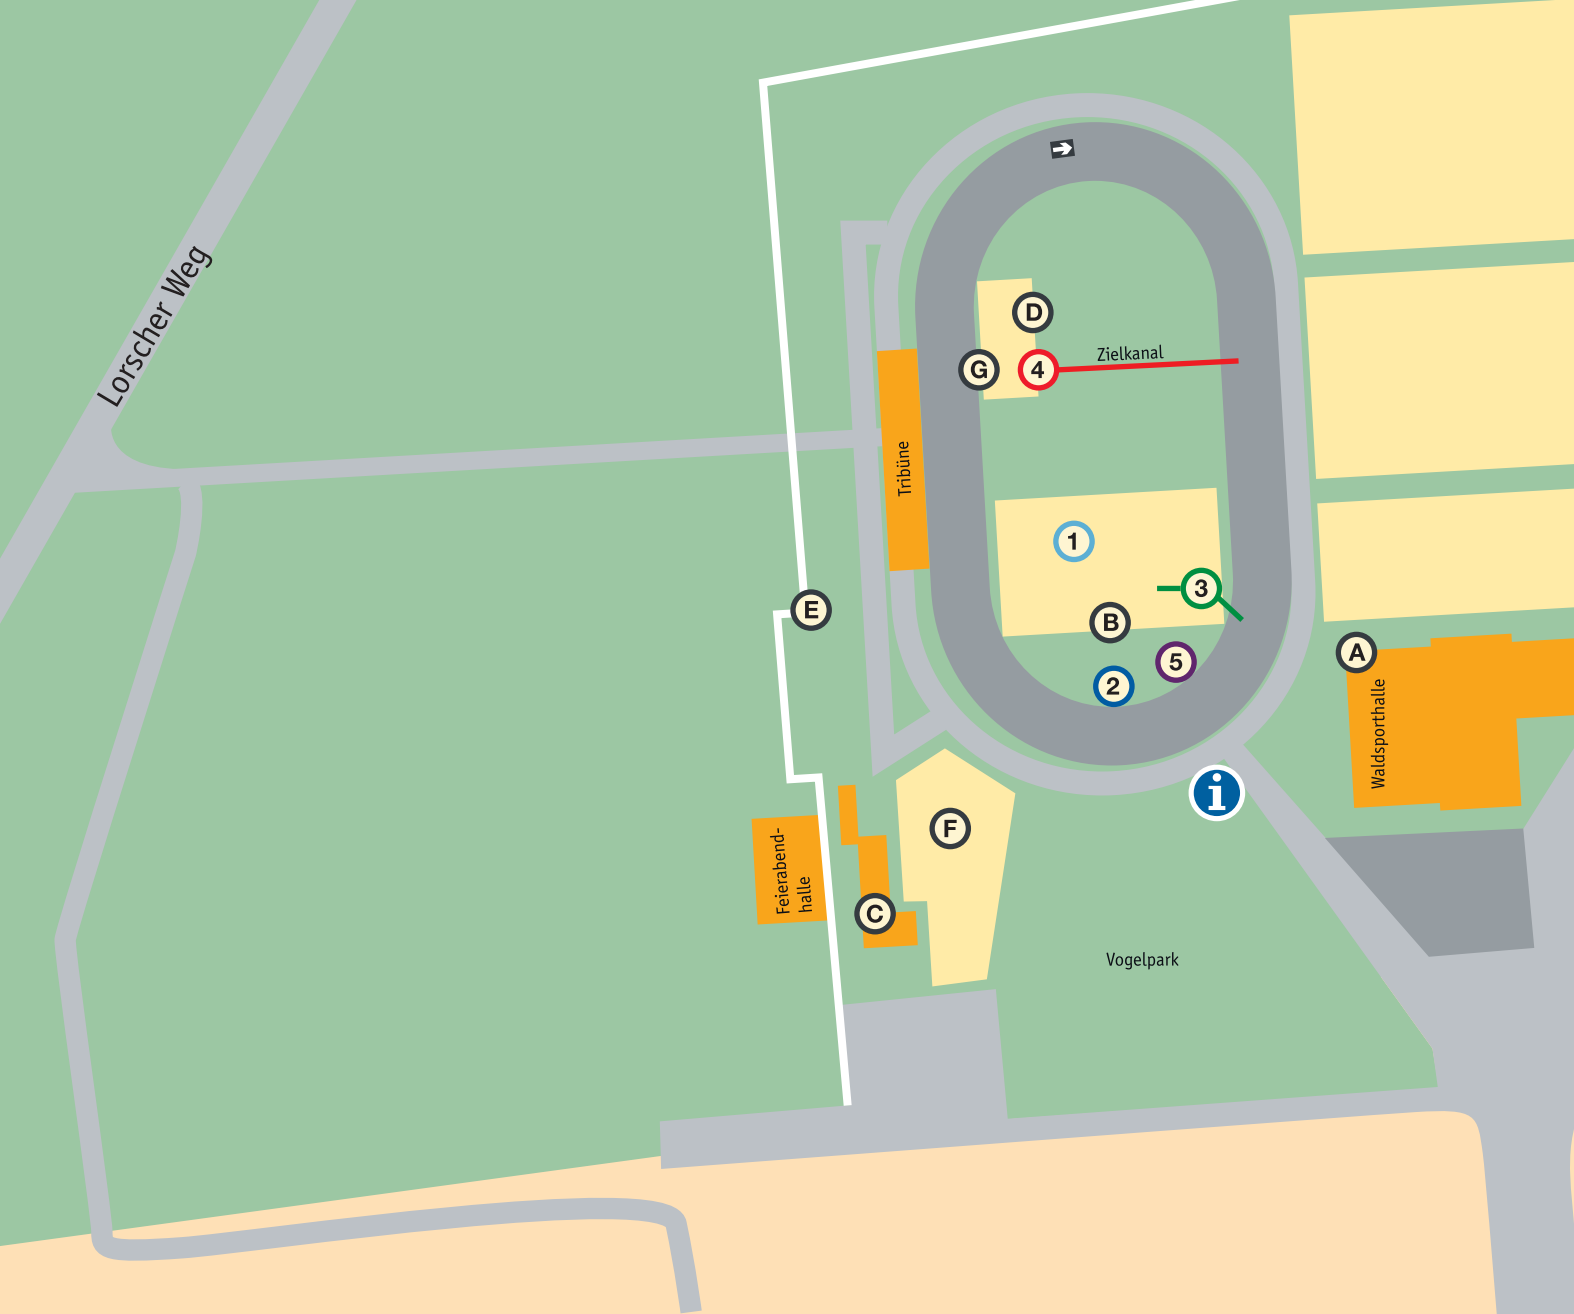 Lorscher Weg
D
Zielkanal
G
4
Tribüne
1
3
E
B
A
5
2
Waldsporthalle
i
F
Feierabend-
halle
C
Vogelpark